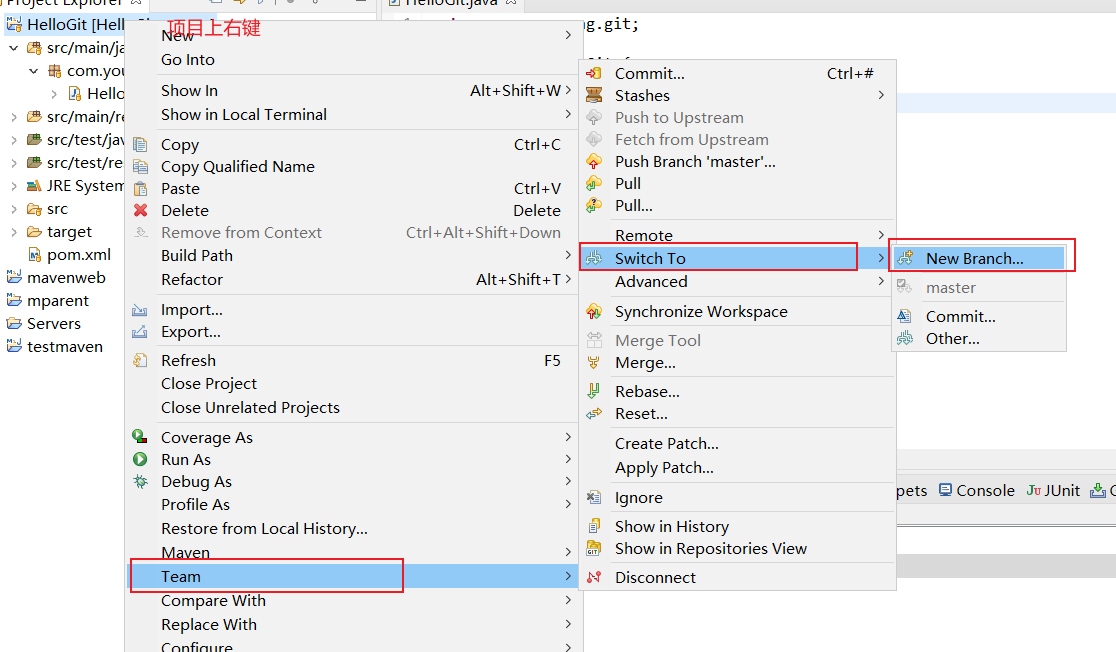 Project Explorer
HelloGit.java
HelloGit [Hell
项目上右键
src/main/ja
com.you
Hello
src/main/re
src/test/jav
src/test/re
JRE System
src
target
pom.xml
mavenweb
mparent
Servers
testmaven
ng.git;
New
Go Into
Show In Alt+Shift+W
Show in Local Terminal
Copy Ctrl+C
Copy Qualified Name
Paste Ctrl+V
Delete Delete
Remove from Context Ctrl+Alt+Shift+Down
Build Path
Refactor Alt+Shift+T
Import...
Export...
Refresh F5
Close Project
Close Unrelated Projects
Coverage As
Run As
Debug As
Profile As
Restore from Local History...
Maven
Team
Compare With
Replace With
Configure
Commit... Ctrl+#
Stashes
Push to Upstream
Fetch from Upstream
Push Branch 'master'...
Pull
Pull...
Remote
Switch To
Advanced
Synchronize Workspace
Merge Tool
Merge...
Rebase...
Reset...
Create Patch...
Apply Patch...
Ignore
Show in History
Show in Repositories View
Disconnect
New Branch...
master
Commit...
Other...
pets Console JUnit